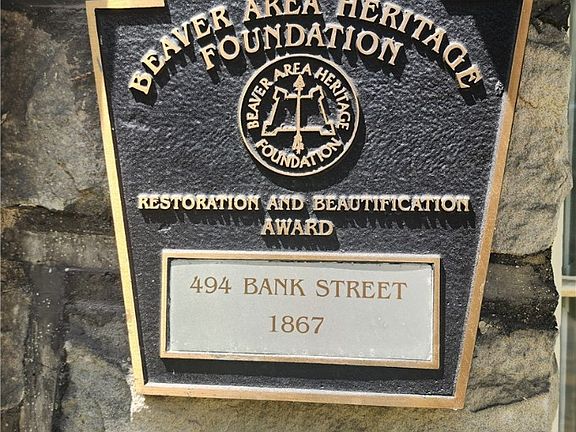 BEAVER AREA HERITAGE
FOUNDATION
BEAVER AREA HERITAGE
FOUNDATION
RESTORATION AND BEAUTIFICATION
AWARD
494 BANK STREET
1867